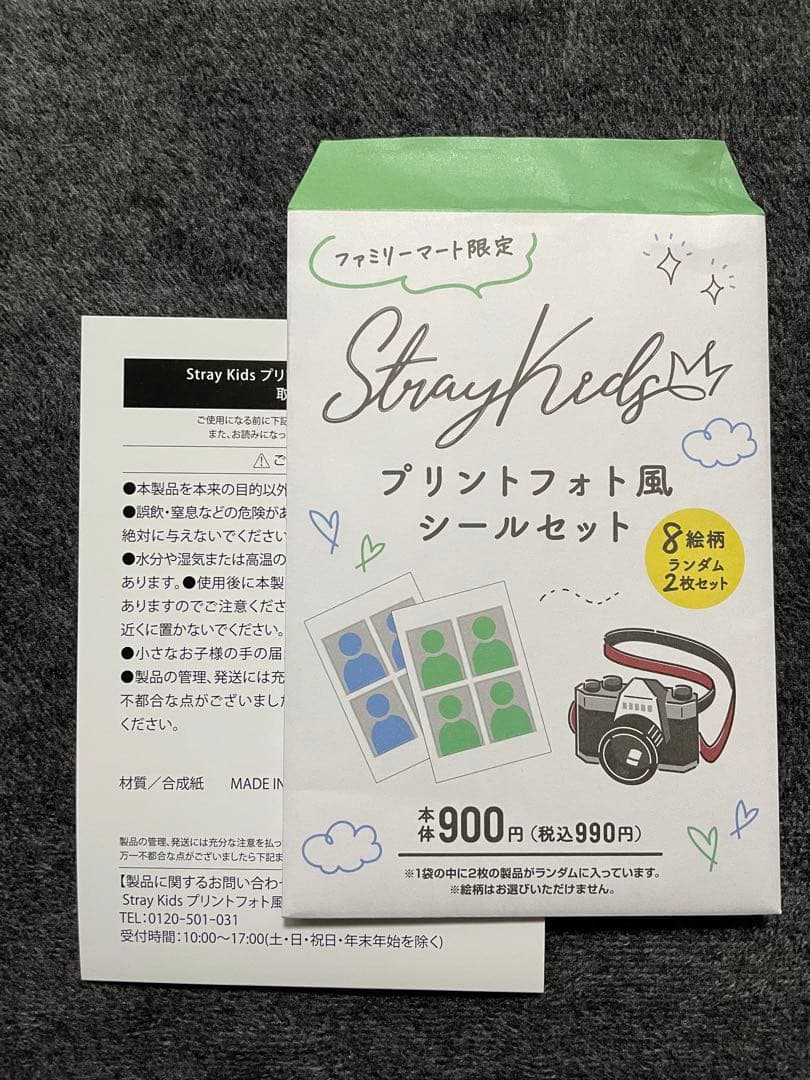 ファミリーマート限定
Stray Kids
プリントフォト風
シールセット
8絵柄
ランダム
2枚セット
本体900円(税込990円)
※1袋の中に2枚の製品がランダムに入っています。
※絵柄はお選びいただけません。
Stray Kids プリ
取
ご使用になる前に下記
また、お読みになっ
⚠ご
●本製品を本来の目的以外
●誤飲・窒息などの危険があ
絶対に与えないでください
●水分や湿気または高温の
あります。●使用後に本製
ありますのでご注意くださ
近くに置かないでください。
●小さなお子様の手の届
●製品の管理、発送には充
不都合な点がございまし
ください。
材質／合成紙 MADE IN
製品の管理、発送には充分な注意を払っ
万一不都合な点がございましたら下記ま
【製品に関するお問い合わせ
Stray Kids プリントフォト風
TEL:0120-501-031
受付時間:10:00〜17:00(土・日・祝日・年末年始を除く)